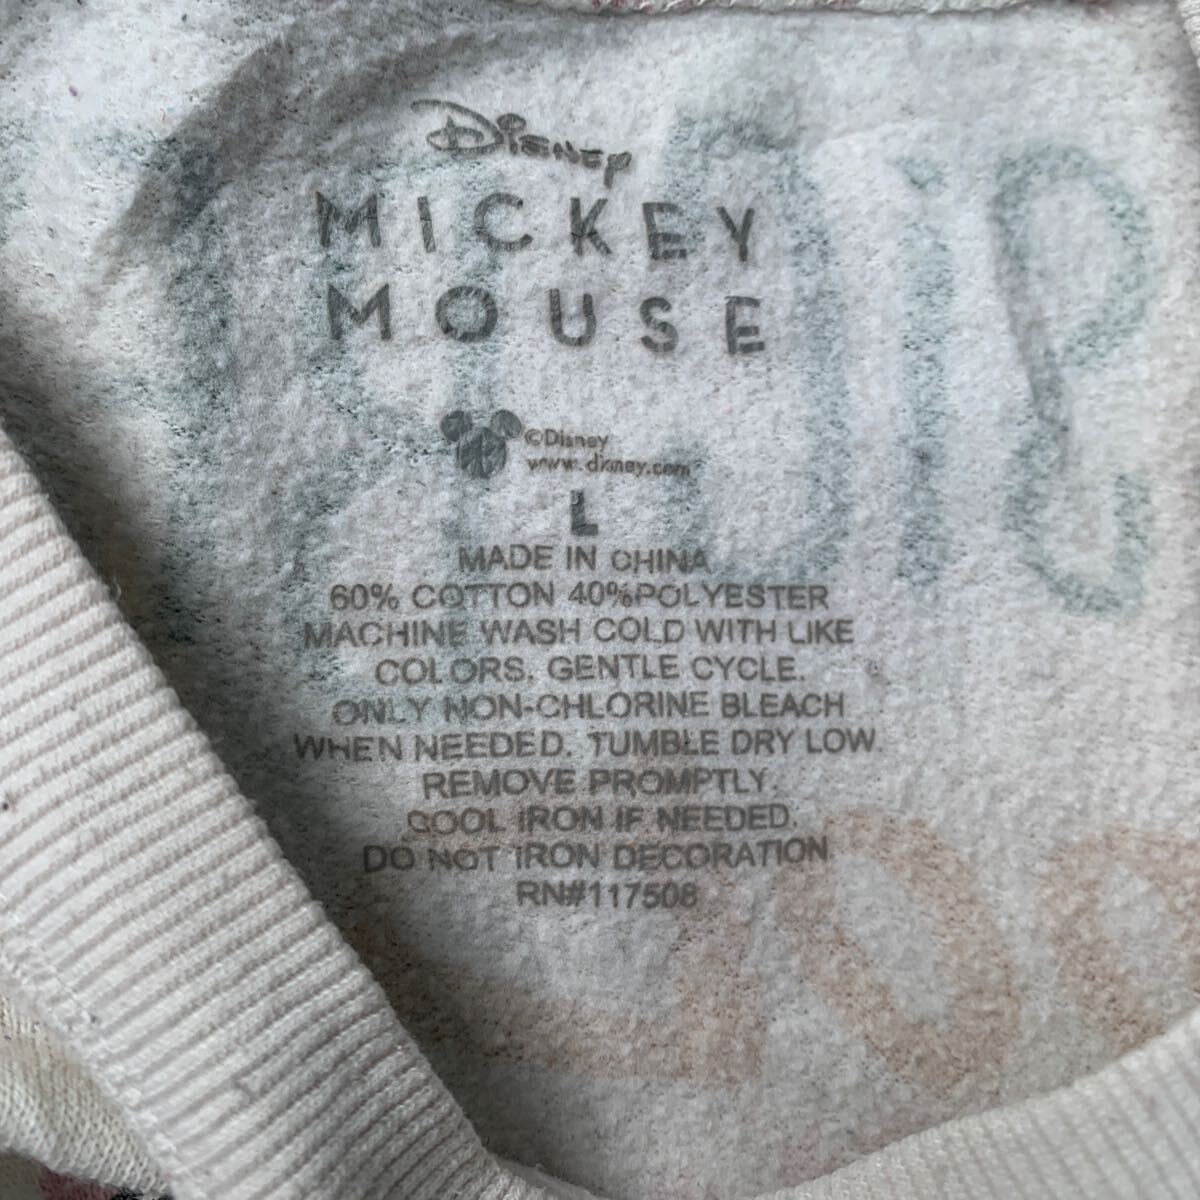 Disney
MICKEY
MOUSE
©Disney
www.disney.com
L
MADE IN CHINA
60% COTTON 40%POLYESTER
MACHINE WASH COLD WITH LIKE
COLORS. GENTLE CYCLE.
ONLY NON-CHLORINE BLEACH
WHEN NEEDED. TUMBLE DRY LOW
REMOVE PROMPTLY.
COOL IRON IF NEEDED.
DO NOT IRON DECORATION
RN#117508